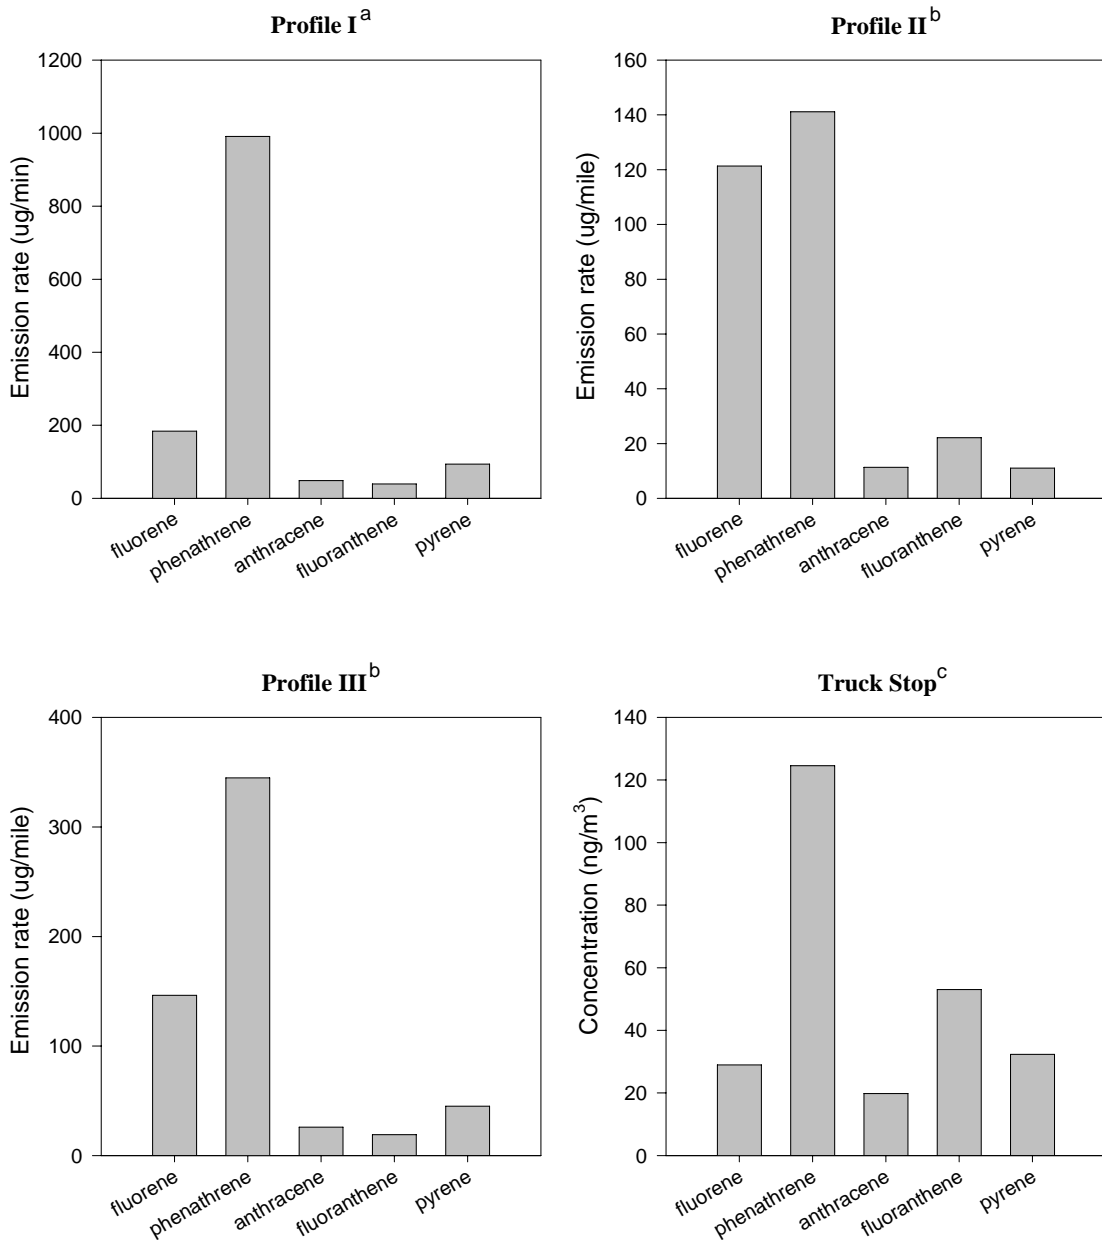 Profile I a
Emission rate (ug/min)
1200
1000
800
600
400
200
0
fluorene
phenathrene
anthracene
fluoranthene
pyrene
Profile II b
Emission rate (ug/mile)
160
140
120
100
80
60
40
20
0
fluorene
phenathrene
anthracene
fluoranthene
pyrene
Profile III b
Emission rate (ug/mile)
400
300
200
100
0
fluorene
phenathrene
anthracene
fluoranthene
pyrene
Truck Stop c
Concentration (ng/m³)
140
120
100
80
60
40
20
0
fluorene
phenathrene
anthracene
fluoranthene
pyrene